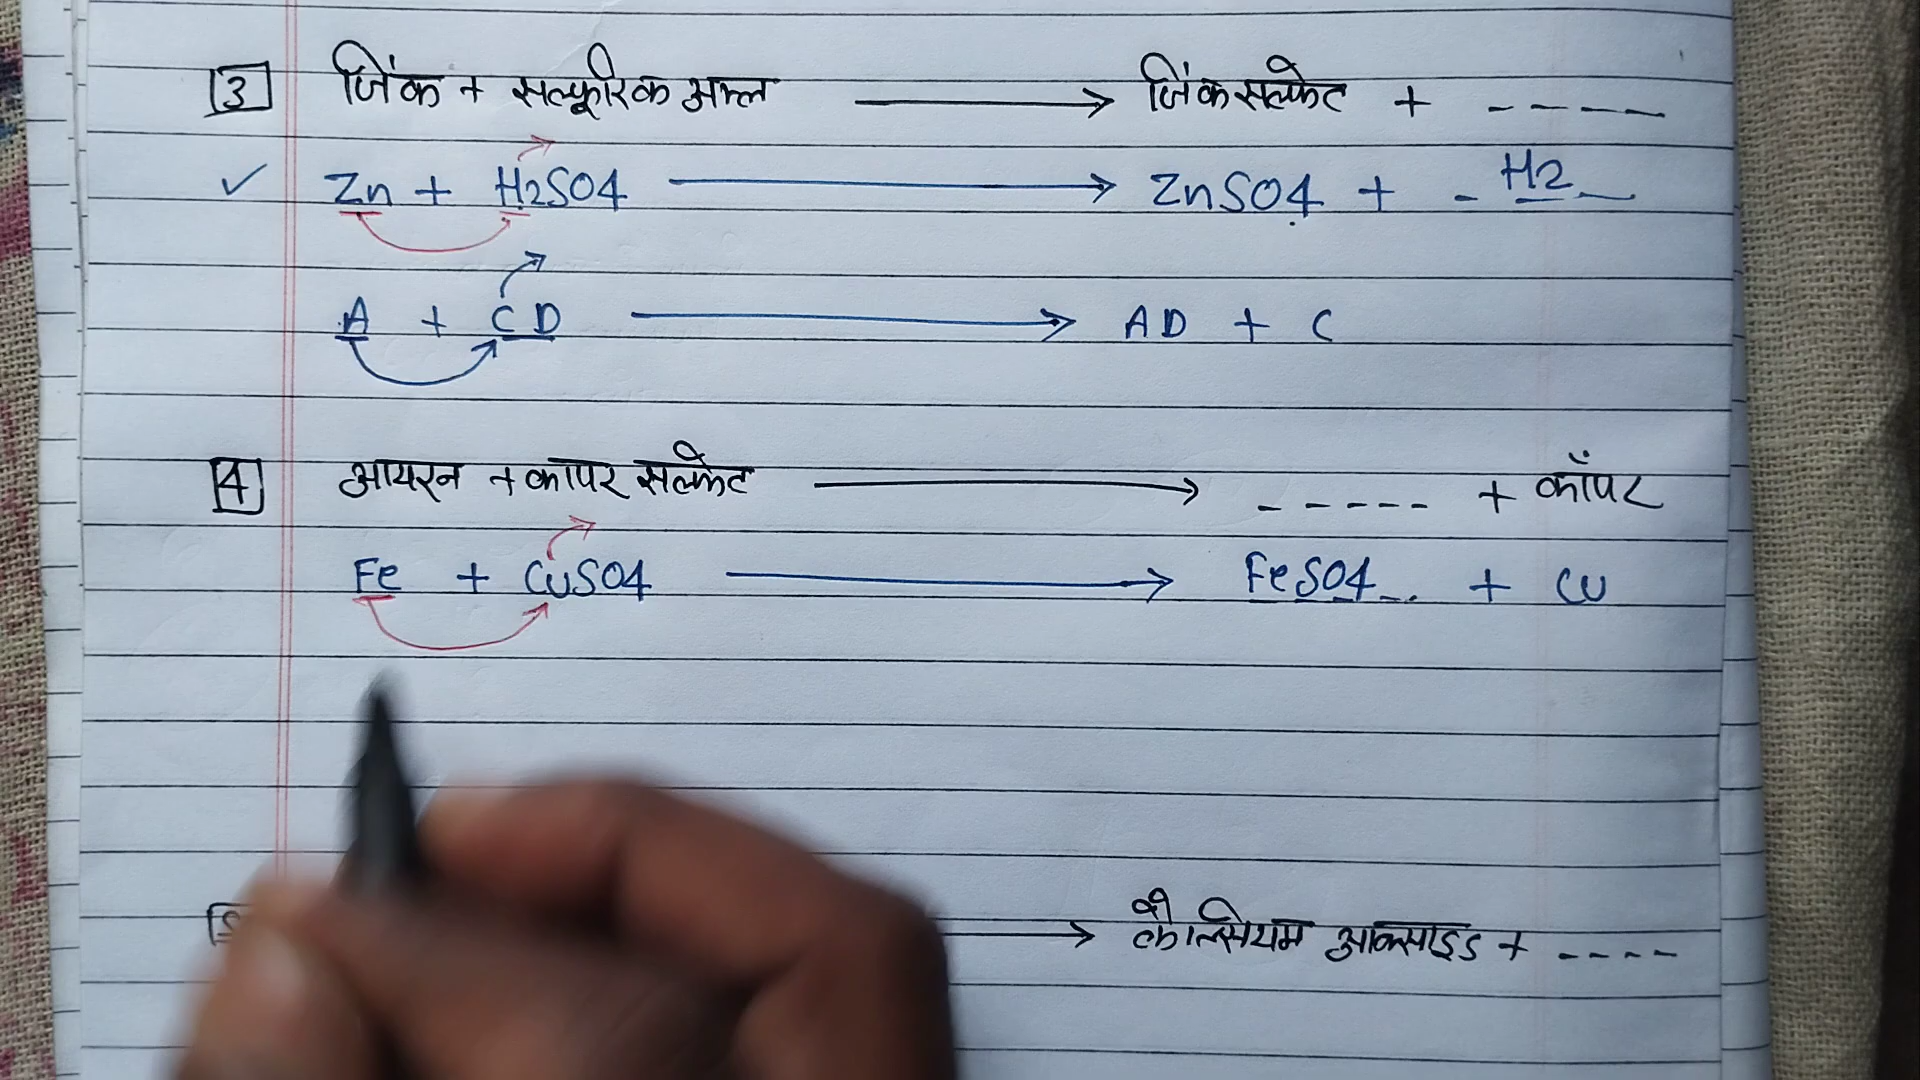 3 जिंक + सल्फूरिक अम्ल ⟶ जिंक सल्फेट + - - - -
✓ Zn + H2SO4 ⟶ ZnSO4 + - H2 - -
A + CD ⟶ AD + C
4 आयरन + कापर सल्फेट ⟶ - - - - - + कॉपर
Fe + CuSO4 ⟶ FeSO4 - . + Cu
⟶ कैल्सियम ऑक्साइड + - - - -